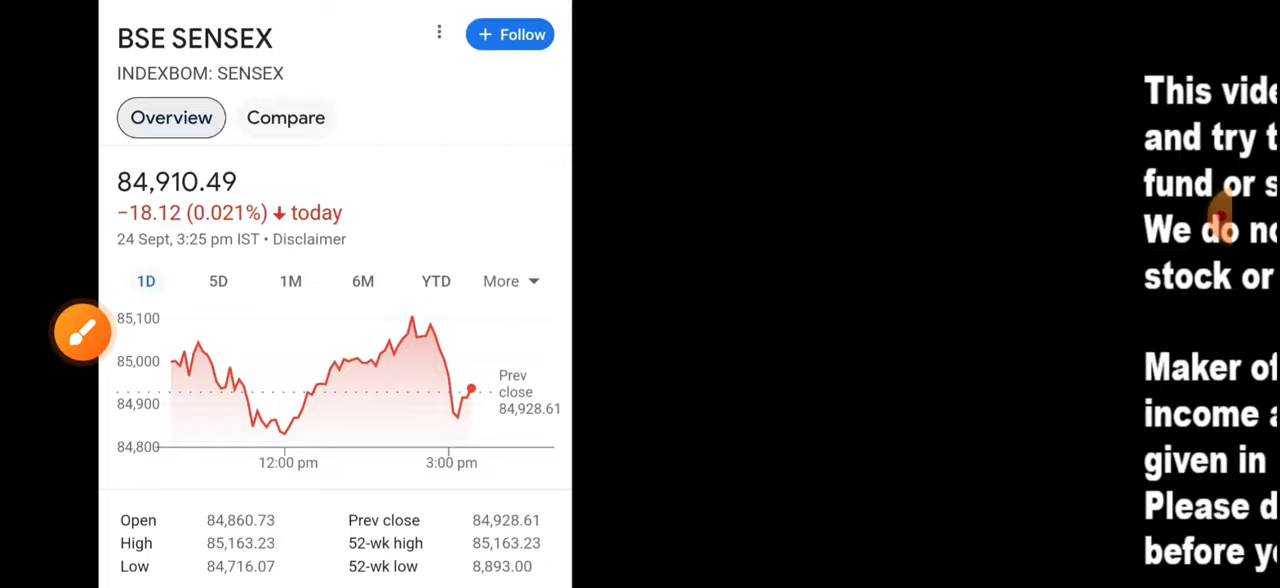 BSE SENSEX
+ Follow
INDEXBOM: SENSEX
Overview
Compare
84,910.49
−18.12 (0.021%) ↓ today
24 Sept, 3:25 pm IST • Disclaimer
1D 5D 1M 6M YTD More
85,100
85,000
84,900
84,800
Prev
close
84,928.61
12:00 pm 3:00 pm
Open 84,860.73 Prev close 84,928.61
High 85,163.23 52-wk high 85,163.23
Low 84,716.07 52-wk low 8,893.00
This
and try
fund or
We do
stock or
Maker
income
given in
Please
before